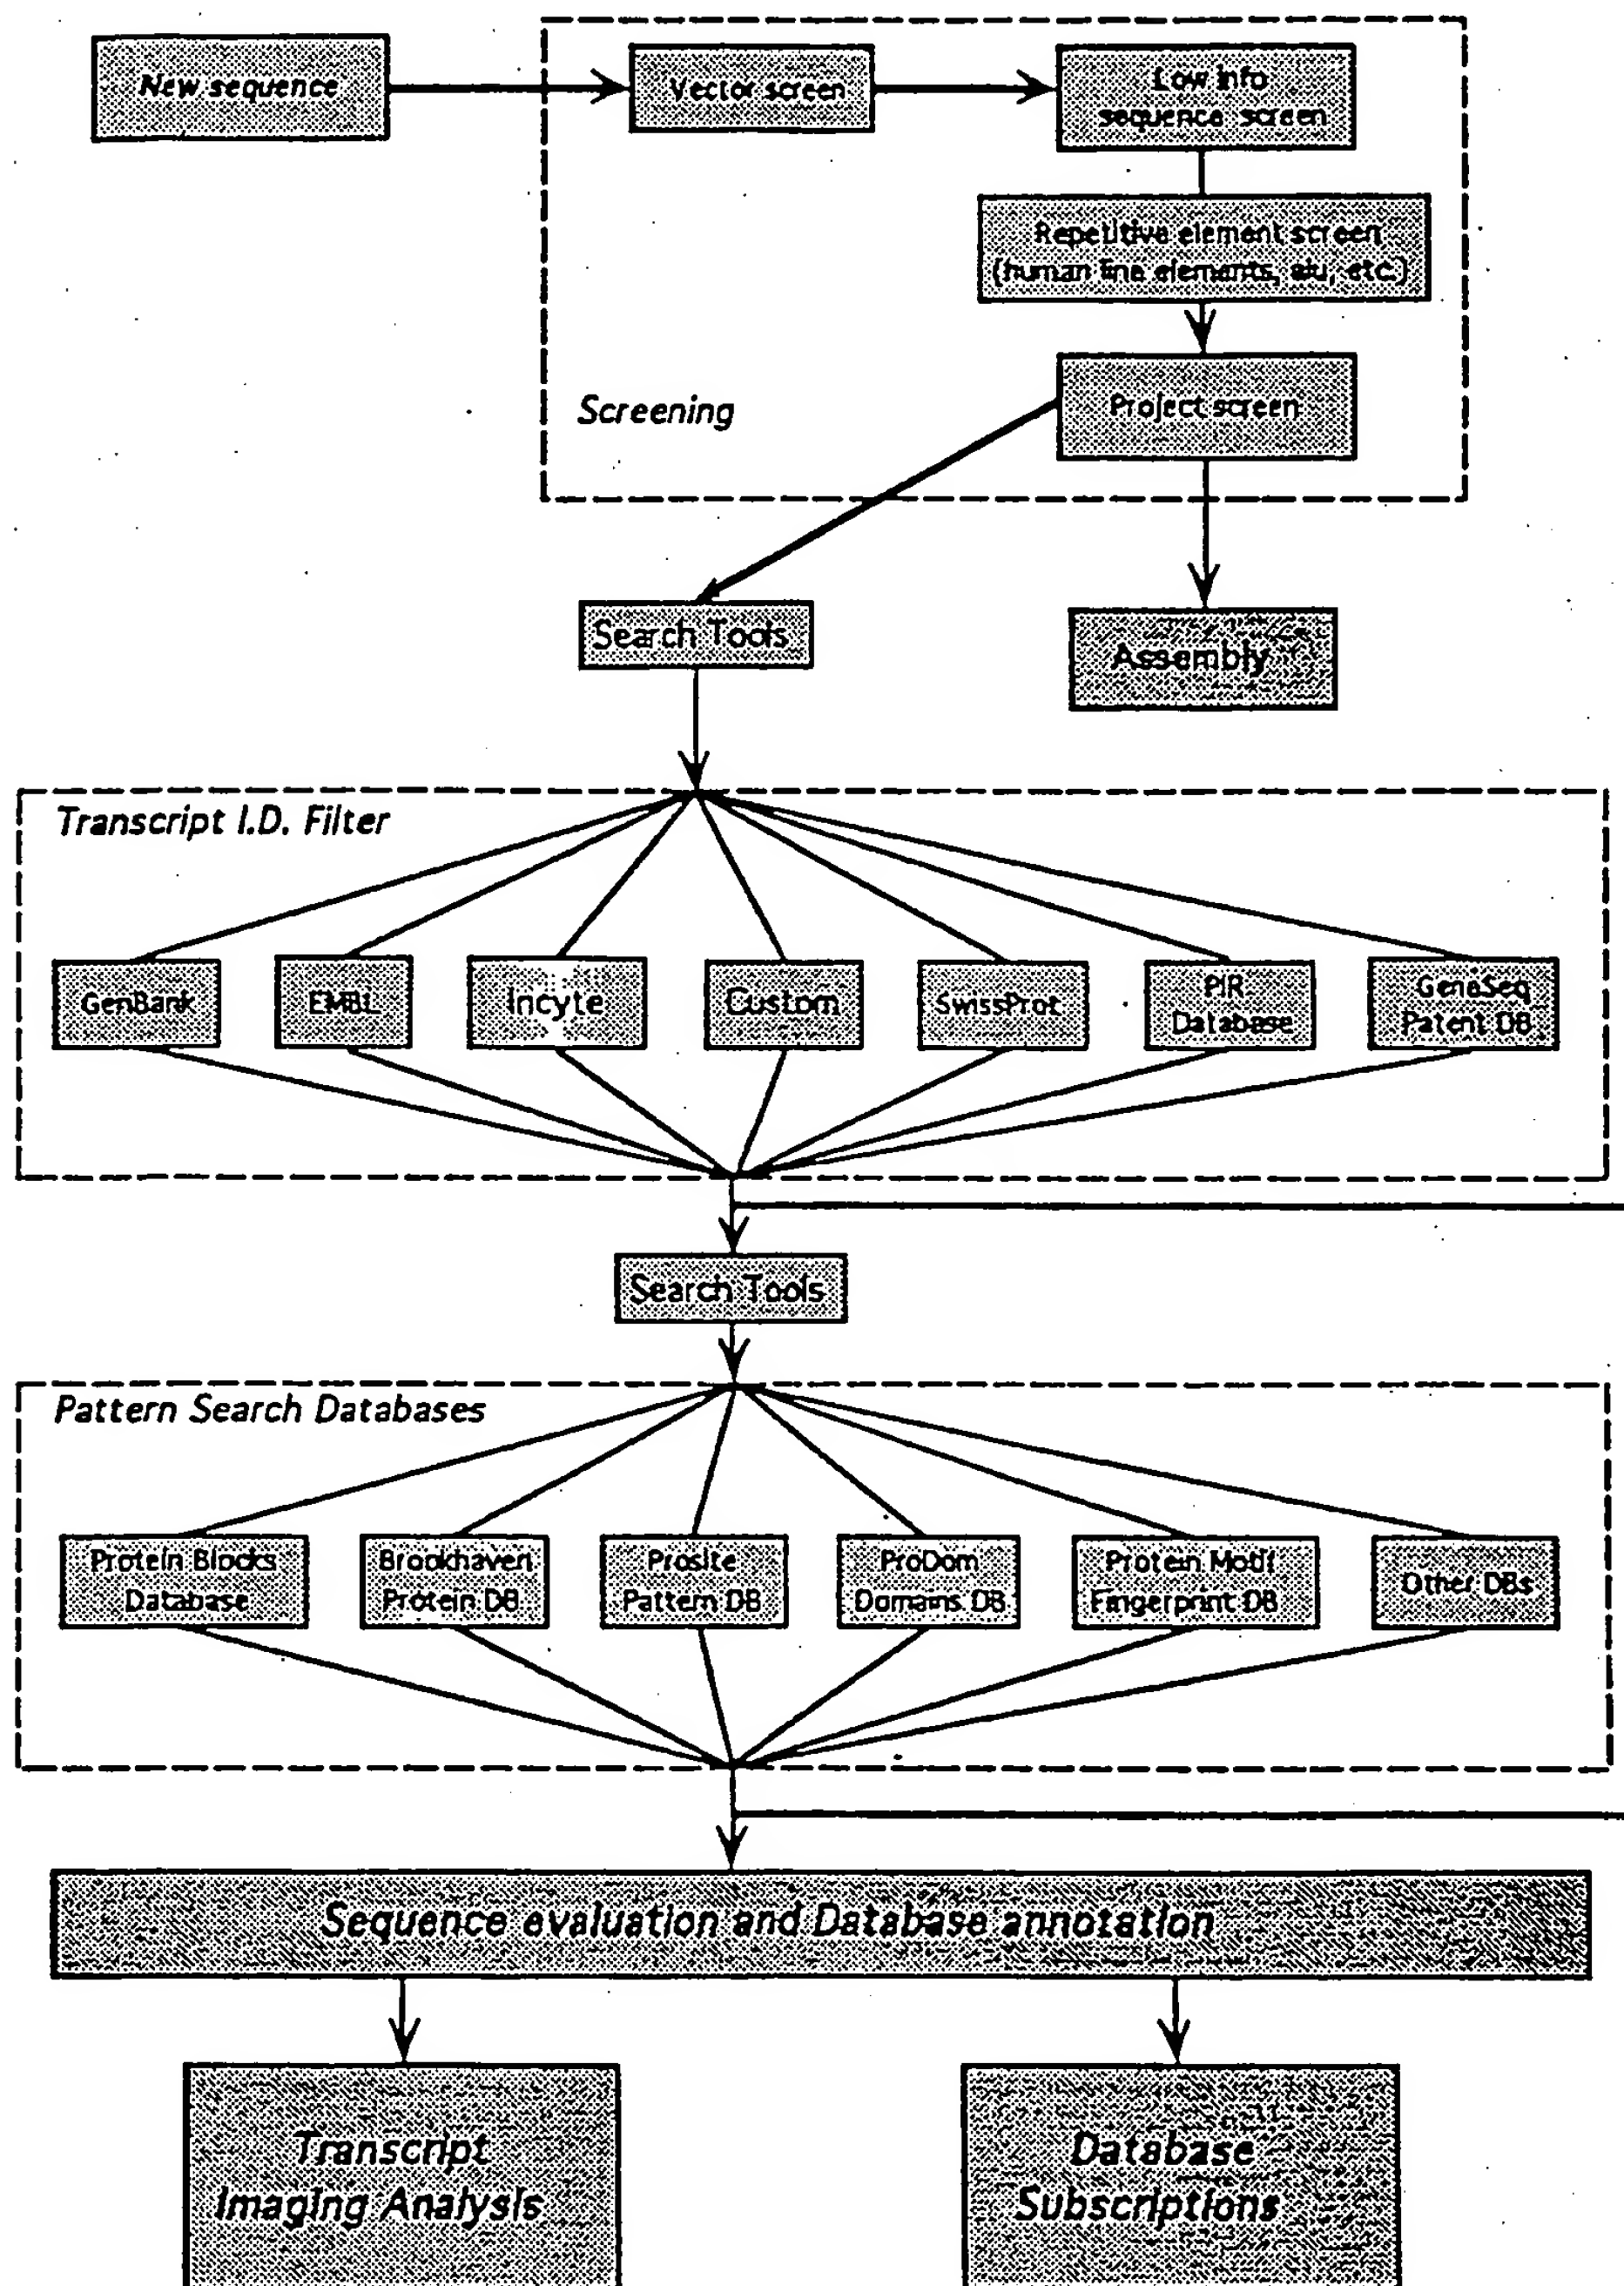 New sequence
Vector screen
Low info
sequence screen
Repetitive element screen
(human line elements, alu, etc.)
Screening
Project screen
Search Tools
Assembly
Transcript I.D. Filter
GenBank
EMBL
Incyte
Custom
SwissProt
PIR
Database
GeneSeq
Patent DB
Search Tools
Pattern Search Databases
Protein Blocks
Database
Brookhaven
Protein DB
Prosite
Pattern DB
ProDom
Domains DB
Protein Motif
Fingerprint DB
Other DBs
Sequence evaluation and Database annotation
Transcript
Imaging Analysis
Database
Subscriptions